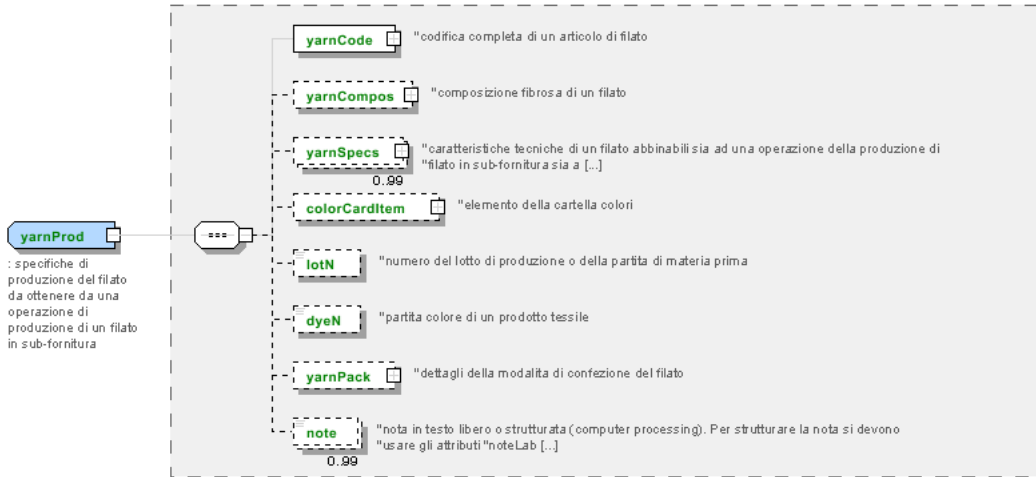 yarnCode
"codifica completa di un articolo di filato
yarnCompos
"composizione fibrosa di un filato
yarnSpecs
"caratteristiche tecniche di un filato abbinabili sia ad una operazione della produzione di
"filato in sub-fornitura sia a [...]
0..99
colorCardItem
"elemento della cartella colori
yarnProd
: specifiche di
produzione del filato
da ottenere da una
operazione di
produzione di un filato
in sub-fornitura
lotN
"numero del lotto di produzione o della partita di materia prima
dyeN
"partita colore di un prodotto tessile
yarnPack
"dettagli della modalita di confezione del filato
note
"nota in testo libero o strutturata (computer processing). Per strutturare la nota si devono
"usare gli attributi "noteLab [...]
0..99